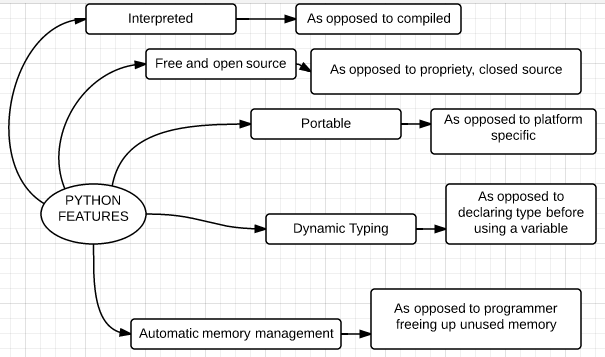 Interpreted
As opposed to compiled
Free and open source
As opposed to propriety, closed source
Portable
As opposed to platform
specific
PYTHON
FEATURES
Dynamic Typing
As opposed to
declaring type before
using a variable
Automatic memory management
As opposed to programmer
freeing up unused memory